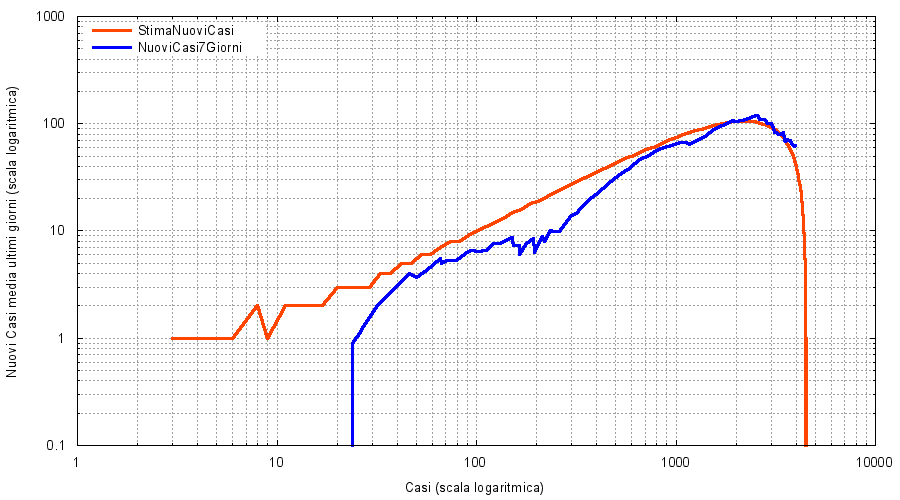 1000
100
10
1
0.1
StimaNuoviCasi
NuoviCasi7Giorni
Nuovi Casi media ultimi giorni (scala logaritmica)
1 10 100 1000 10000
Casi (scala logaritmica)